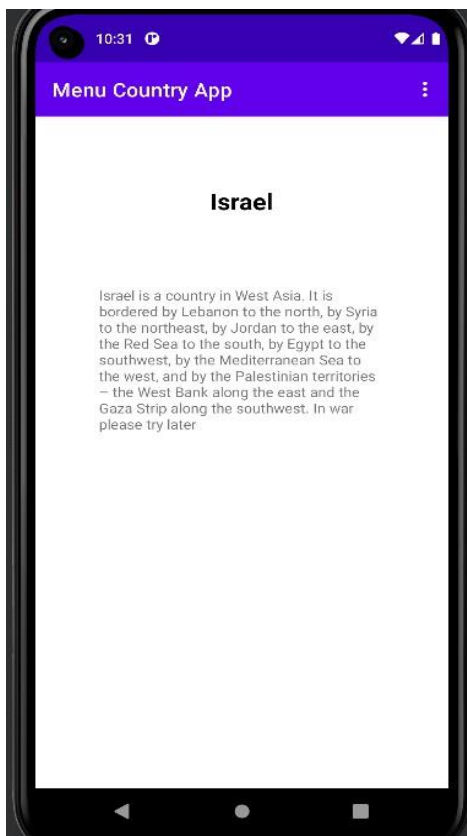 10:31
Menu Country App
Israel
Israel is a country in West Asia. It is
bordered by Lebanon to the north, by Syria
to the northeast, by Jordan to the east, by
the Red Sea to the south, by Egypt to the
southwest, by the Mediterranean Sea to
the west, and by the Palestinian territories
– the West Bank along the east and the
Gaza Strip along the southwest. In war
please try later